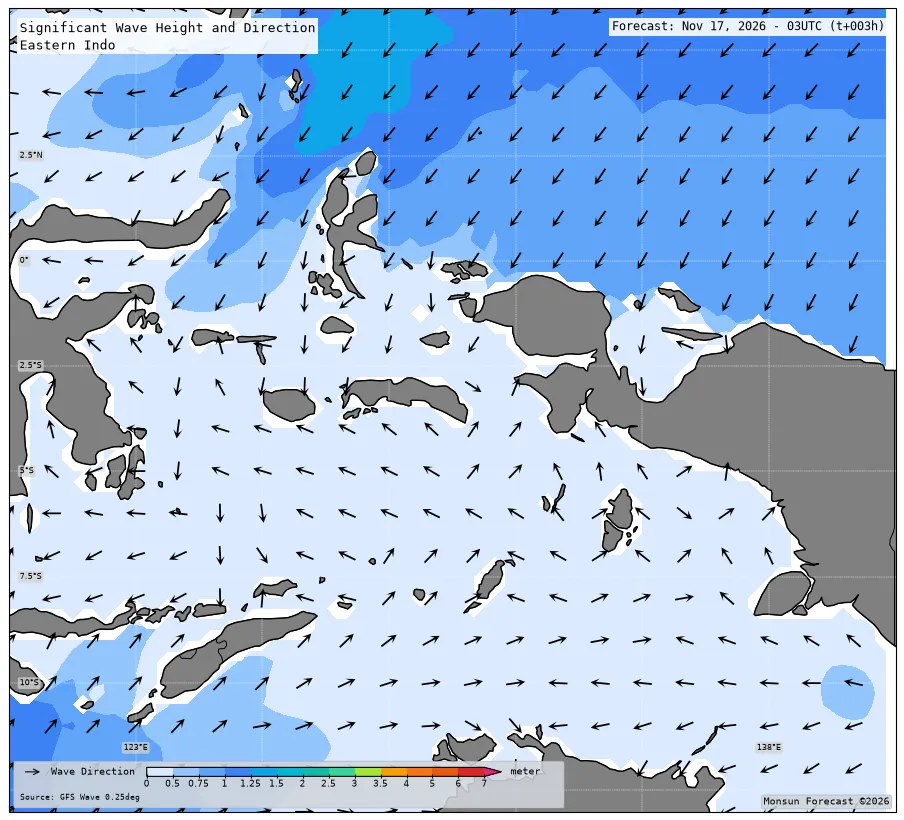 Significant Wave Height and Direction
Eastern Indo
Forecast: Nov 17, 2026 - 03UTC (t+003h)
2.5°N
0°
2.5°S
5°S
7.5°S
10°S
123°E
138°E
Wave Direction
meter
0 0.5 0.75 1 1.25 1.5 2 2.5 3 3.5 4 5 6 7
Source: GFS Wave 0.25deg
Monsun Forecast ©2026